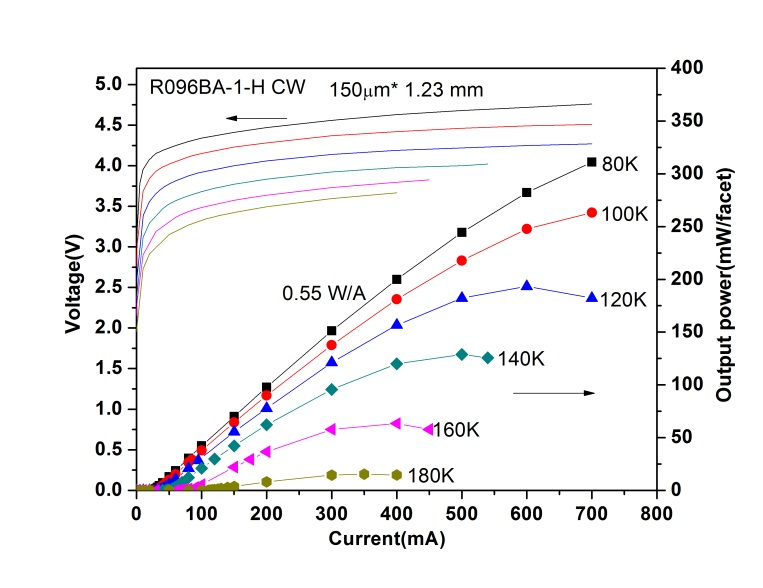 R096BA-1-H CW
150μm* 1.23 mm
5.0
4.5
4.0
3.5
3.0
2.5
2.0
1.5
1.0
0.5
0.0
Voltage(V)
400
350
300
250
200
150
100
50
0
Output power(mW/facet)
80K
100K
120K
0.55 W/A
140K
160K
180K
0 100 200 300 400 500 600 700 800
Current(mA)